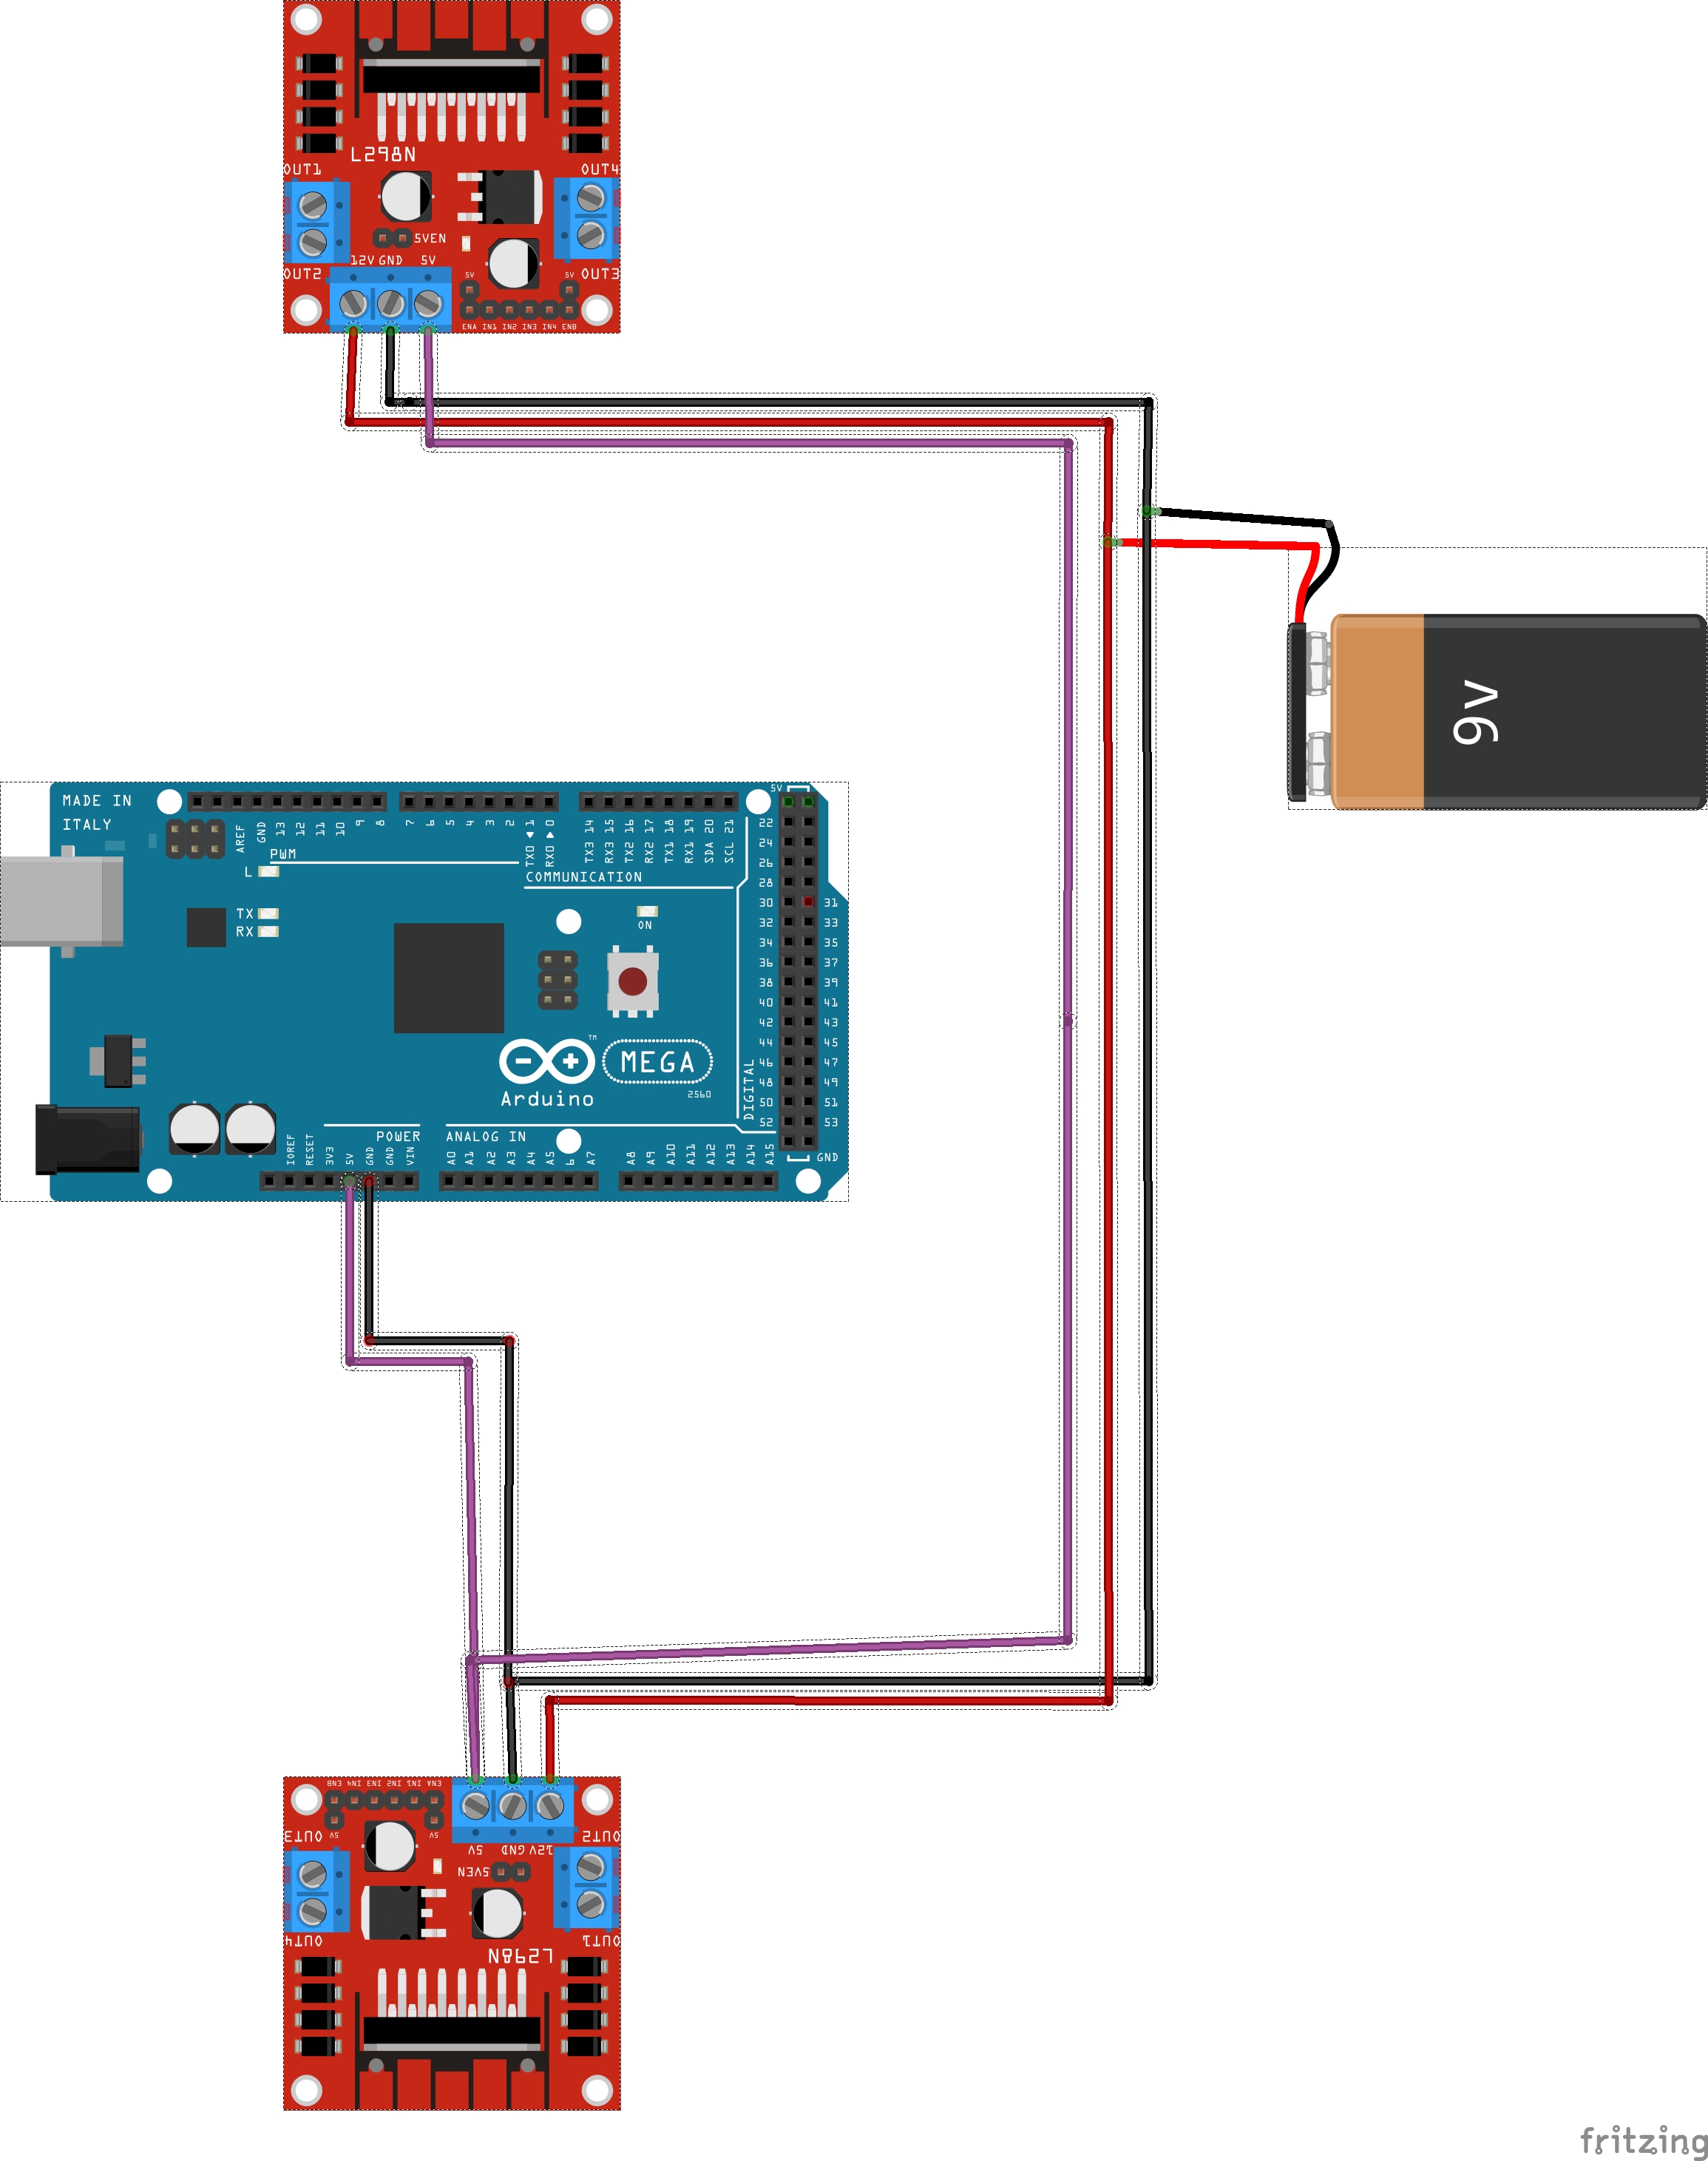 L298N
OUT1
OUT4
5VEN
12V GND 5V
OUT2
5V
5V
OUT3
ENA IN1 IN2 IN3 IN4 ENB
9v
MADE IN
ITALY
AREF
GND
13
12
11
10
9
8
7
6
5
4
3
2
TX0 1
RX0 0
TX3 14
RX3 15
TX2 16
RX2 17
TX1 18
RX1 19
SDA 20
SCL 21
5V
PWM
COMMUNICATION
L
TX
RX
ON
22
24
26
28
30 31
32 33
34 35
36 37
38 39
40 41
42 43
44 45
46 47
48 49
50 51
52 53
GND
DIGITAL
TM
MEGA
2560
Arduino
POWER
ANALOG IN
IOREF
RESET
3V3
5V
GND
GND
VIN
A0
A1
A2
A3
A4
A5
6
A7
A8
A9
A10
A11
A12
A13
A14
A15
ENB IN4 IN3 IN2 IN1 ENA
5V
5V
OUT3
OUT2
5V GND 12V
5VEN
OUT4
OUT1
L298N
fritzing